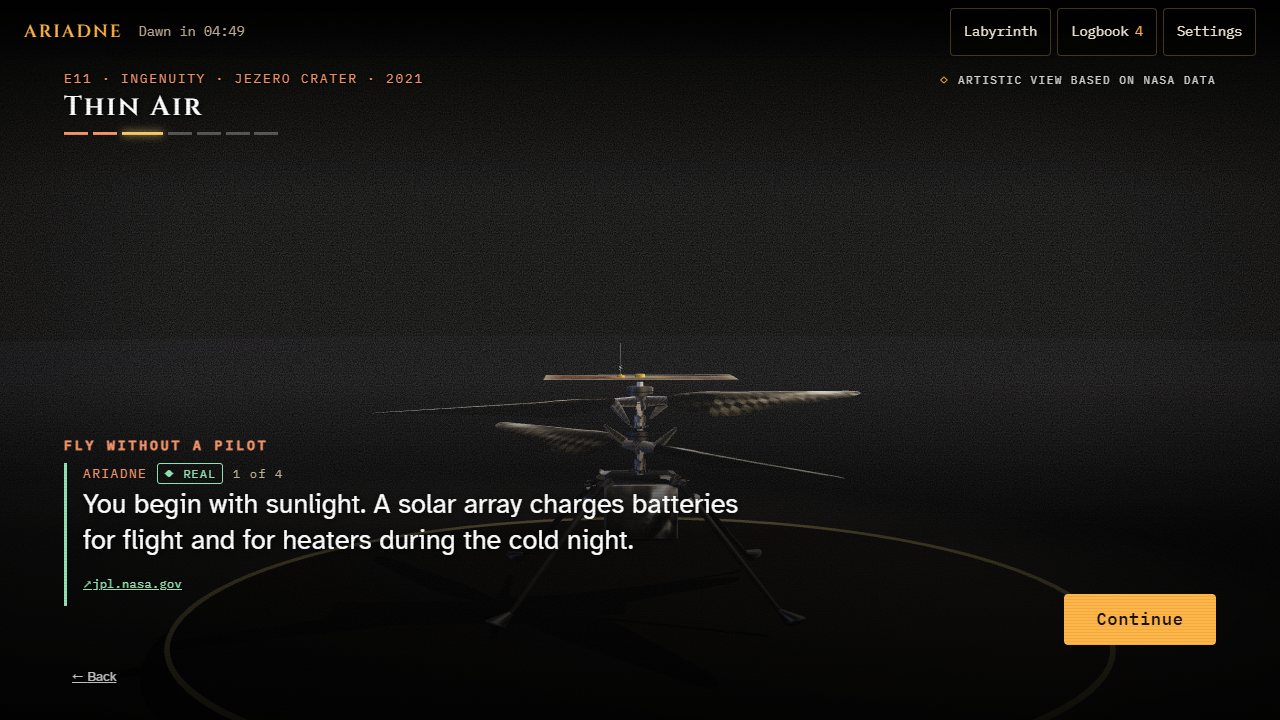 ARIADNE Dawn in 04:49 Labyrinth Logbook 4 Settings
E11 · INGENUITY · JEZERO CRATER · 2021
◇ ARTISTIC VIEW BASED ON NASA DATA
THIN AIR
FLY WITHOUT A PILOT
ARIADNE ◆ REAL 1 of 4
You begin with sunlight. A solar array charges batteries
for flight and for heaters during the cold night.
↗jpl.nasa.gov
Continue
← Back